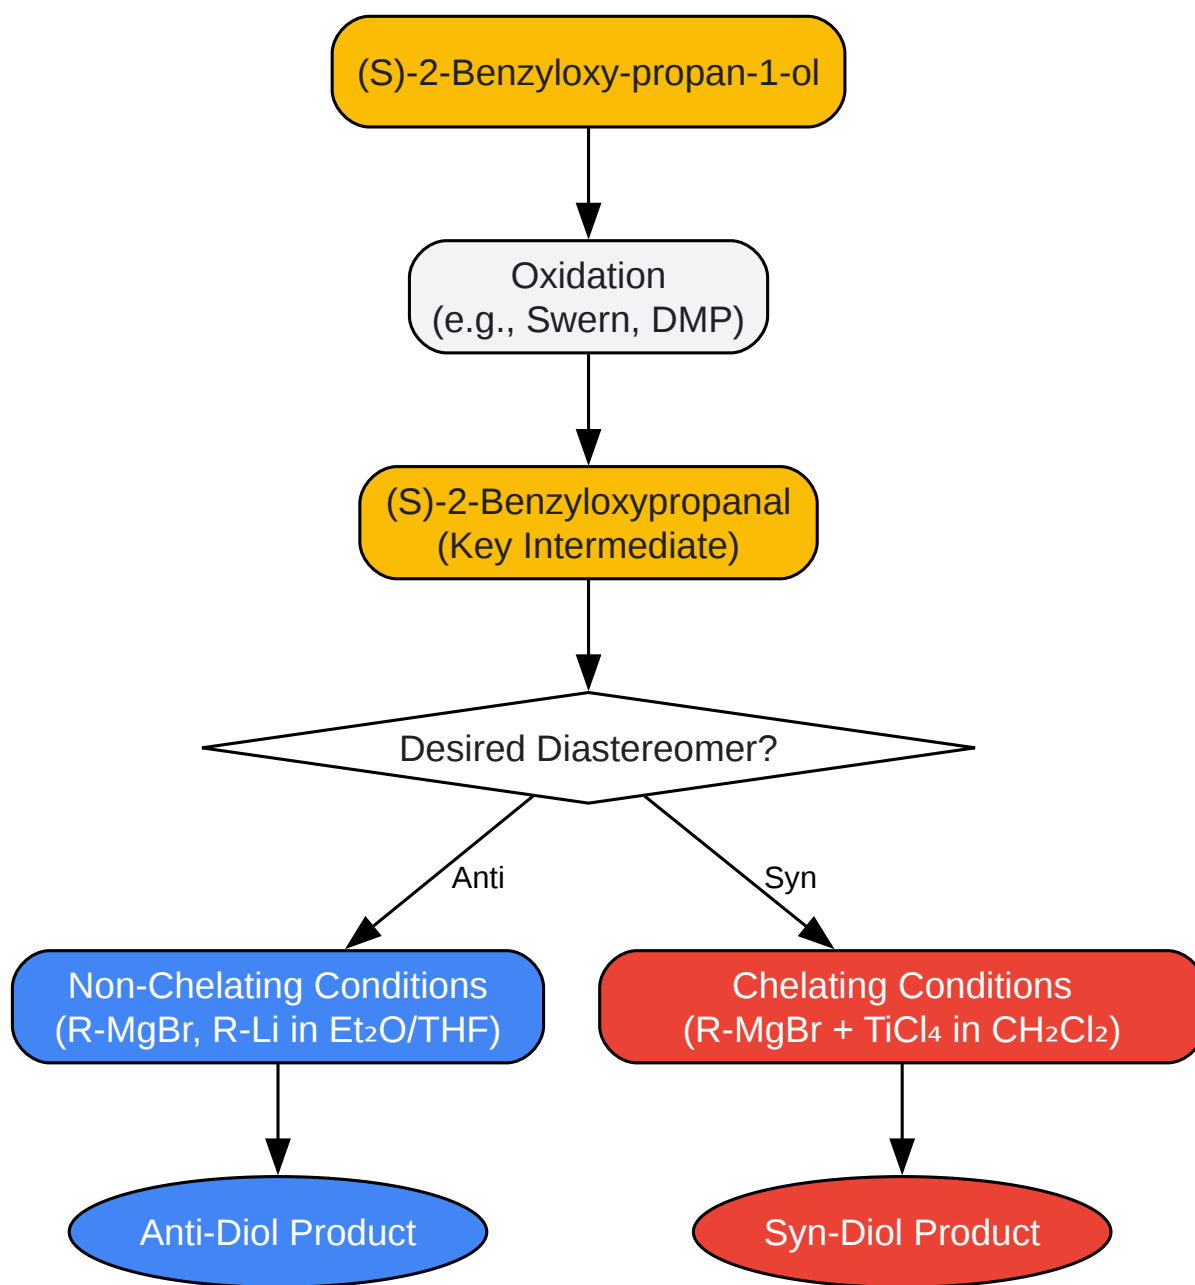 (S)-2-Benzyloxy-propan-1-ol
Oxidation
(e.g., Swern, DMP)
(S)-2-Benzyloxypropanal
(Key Intermediate)
Desired Diastereomer?
Anti
Syn
Non-Chelating Conditions
(R-MgBr, R-Li in Et₂O/THF)
Chelating Conditions
(R-MgBr + TiCl₄ in CH₂Cl₂)
Anti-Diol Product
Syn-Diol Product